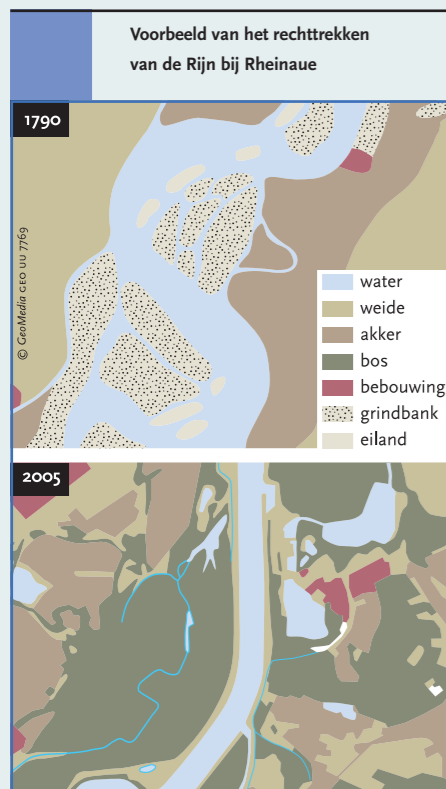 Voorbeeld van het rechttrekken
van de Rijn bij Rheinaue
1790
© GeoMedia GEO UU 7769
water
weide
akker
bos
bebouwing
grindbank
eiland
2005